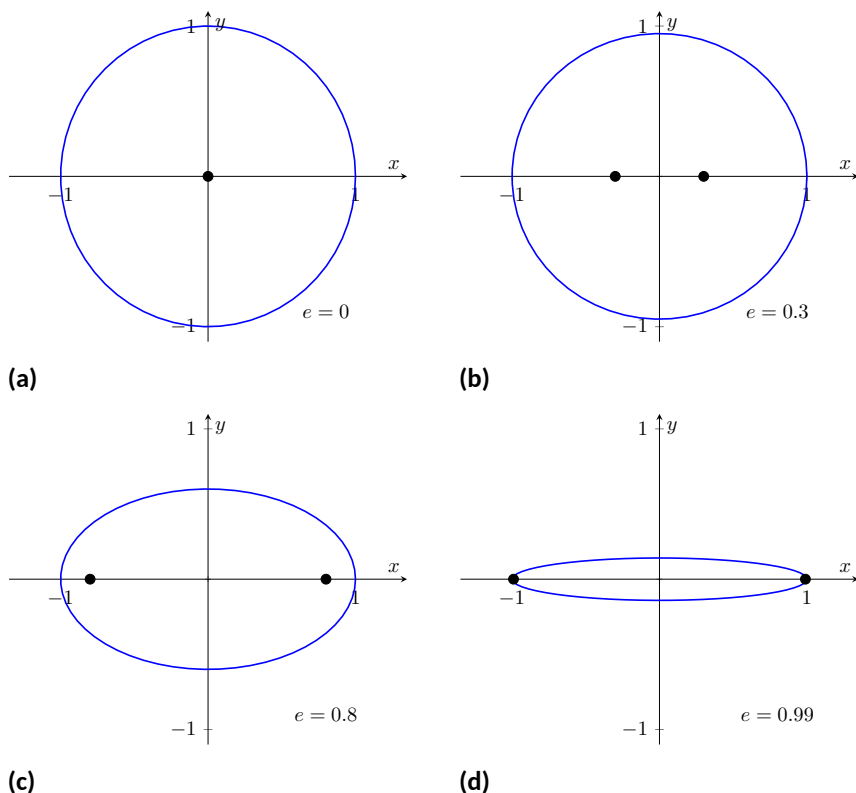 1
y
x
−1
1
−1
e = 0
(a)
1
y
x
−1
1
−1
e = 0.3
(b)
1
y
x
−1
1
−1
e = 0.8
(c)
1
y
x
−1
1
−1
e = 0.99
(d)